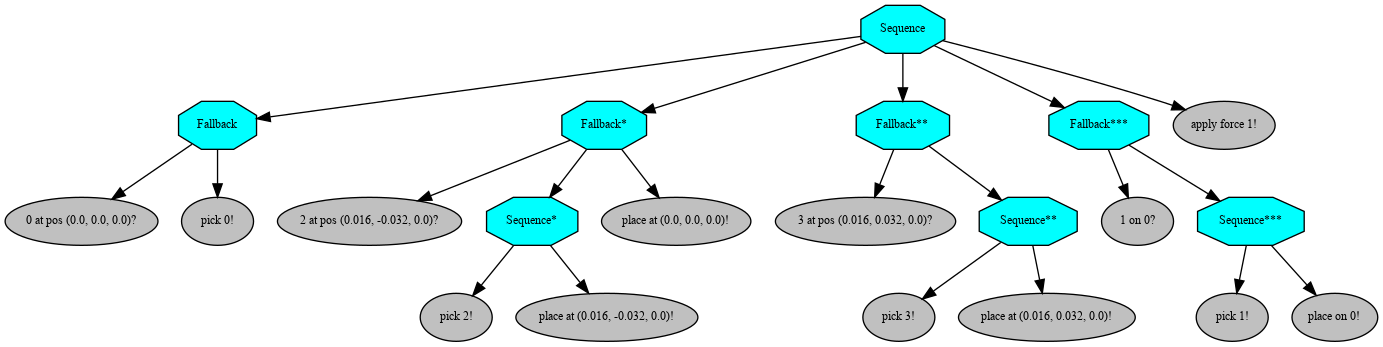 Sequence
Fallback
Fallback*
Fallback**
Fallback***
apply force 1!
0 at pos (0.0, 0.0, 0.0)?
pick 0!
2 at pos (0.016, -0.032, 0.0)?
Sequence*
place at (0.0, 0.0, 0.0)!
3 at pos (0.016, 0.032, 0.0)?
Sequence**
1 on 0?
Sequence***
pick 2!
place at (0.016, -0.032, 0.0)!
pick 3!
place at (0.016, 0.032, 0.0)!
pick 1!
place on 0!